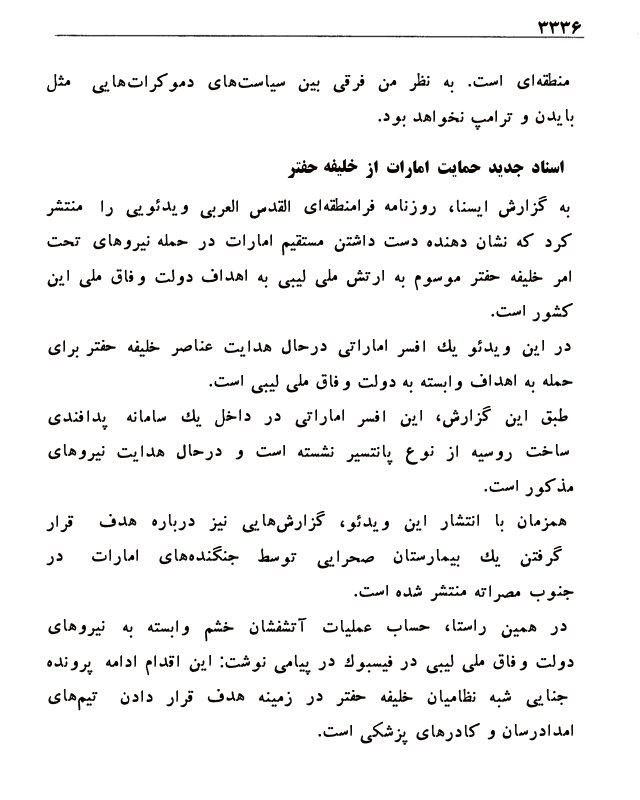 ۳۳۳۶
منطقه‌ای است. به نظر من فرقی بین سیاست‌های دموکرات‌هایی مثل
بایدن و ترامپ نخواهد بود.
اسناد جدید حمایت امارات از خلیفه حفتر
به گزارش ایسنا، روزنامه فرامنطقه‌ای القدس العربی ویدئویی را منتشر
کرد که نشان دهنده دست داشتن مستقیم امارات در حمله نیروهای تحت
امر خلیفه حفتر موسوم به ارتش ملی لیبی به اهداف دولت وفاق ملی این
کشور است.
در این ویدئو یك افسر اماراتی درحال هدایت عناصر خلیفه حفتر برای
حمله به اهداف وابسته به دولت وفاق ملی لیبی است.
طبق این گزارش، این افسر اماراتی در داخل یك سامانه پدافندی
ساخت روسیه از نوع پانتسیر نشسته است و درحال هدایت نیروهای
مذکور است.
همزمان با انتشار این ویدئو، گزارش‌هایی نیز درباره هدف قرار
گرفتن یك بیمارستان صحرایی توسط جنگنده‌های امارات در
جنوب مصراته منتشر شده است.
در همین راستا، حساب عملیات آتشفشان خشم وابسته به نیروهای
دولت وفاق ملی لیبی در فیسبوك در پیامی نوشت: این اقدام ادامه پرونده
جنایی شبه نظامیان خلیفه حفتر در زمینه هدف قرار دادن تیم‌های
امدادرسان و کادرهای پزشکی است.